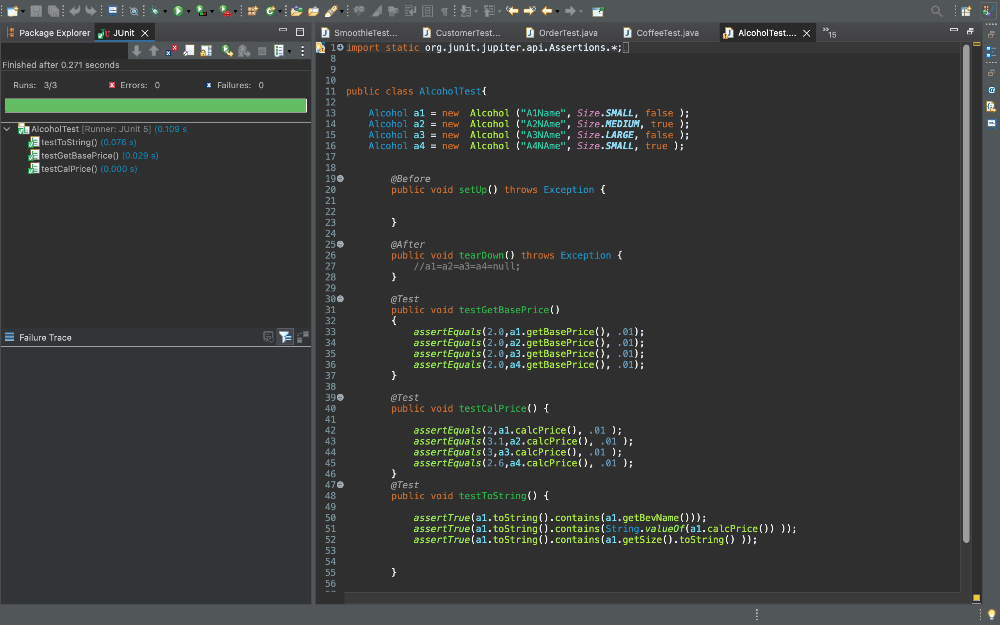 Package Explorer
JUnit
Finished after 0.271 seconds
Runs: 3/3
Errors: 0
Failures: 0
AlcoholTest [Runner: JUnit 5] (0.109 s)
testToString() (0.076 s)
testGetBasePrice() (0.029 s)
testCalPrice() (0.000 s)
Failure Trace
SmoothieTest...
CustomerTest...
OrderTest.java
CoffeeTest.java
AlcoholTest....
»15
1 import static org.junit.jupiter.api.Assertions.*;
8
9
10
11 public class AlcoholTest{
12
13 Alcohol a1 = new  Alcohol ("A1Name", Size.SMALL, false );
14 Alcohol a2 = new  Alcohol ("A2NAme", Size.MEDIUM, true );
15 Alcohol a3 = new  Alcohol ("A3NAme", Size.LARGE, false );
16 Alcohol a4 = new  Alcohol ("A4NAme", Size.SMALL, true );
17
18
19 @Before
20 public void setUp() throws Exception {
21
22
23 }
24
25 @After
26 public void tearDown() throws Exception {
27 //a1=a2=a3=a4=null;
28 }
29
30 @Test
31 public void testGetBasePrice()
32 {
33 assertEquals(2.0,a1.getBasePrice(), .01);
34 assertEquals(2.0,a2.getBasePrice(), .01);
35 assertEquals(2.0,a3.getBasePrice(), .01);
36 assertEquals(2.0,a4.getBasePrice(), .01);
37 }
38
39 @Test
40 public void testCalPrice() {
41
42 assertEquals(2,a1.calcPrice(), .01 );
43 assertEquals(3.1,a2.calcPrice(), .01 );
44 assertEquals(3,a3.calcPrice(), .01 );
45 assertEquals(2.6,a4.calcPrice(), .01 );
46 }
47 @Test
48 public void testToString() {
49
50 assertTrue(a1.toString().contains(a1.getBevName()));
51 assertTrue(a1.toString().contains(String.valueOf(a1.calcPrice()) ));
52 assertTrue(a1.toString().contains(a1.getSize().toString() ));
53
54
55 }
56